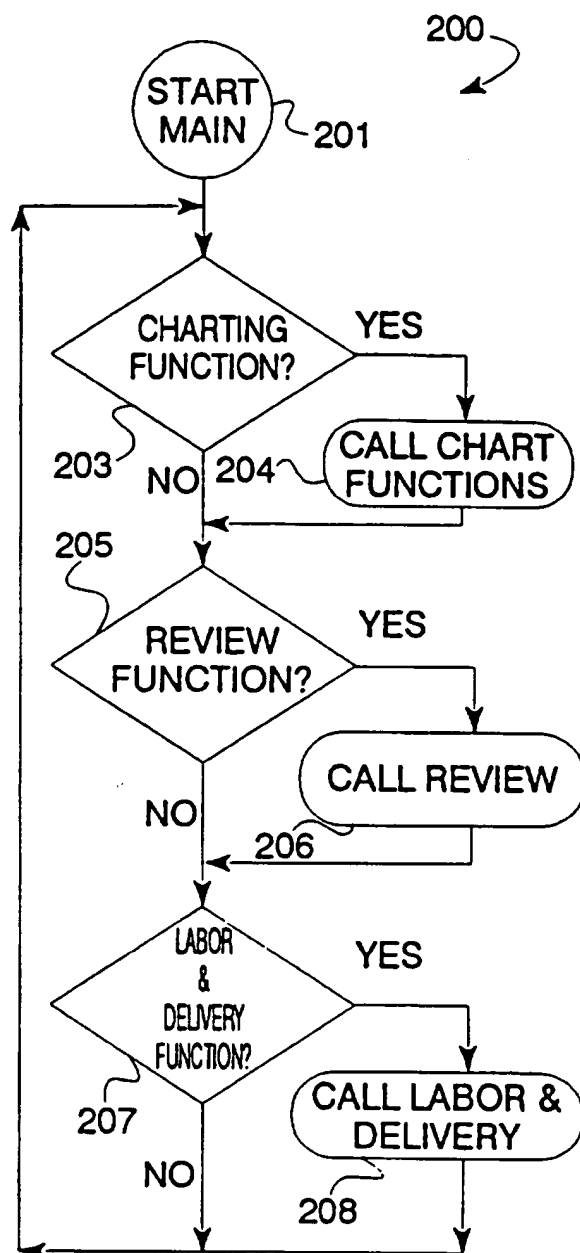 200
START
MAIN
201
CHARTING
FUNCTION?
YES
203
NO
204
CALL CHART
FUNCTIONS
205
REVIEW
FUNCTION?
YES
NO
CALL REVIEW
206
LABOR
&
DELIVERY
FUNCTION?
YES
207
NO
CALL LABOR &
DELIVERY
208